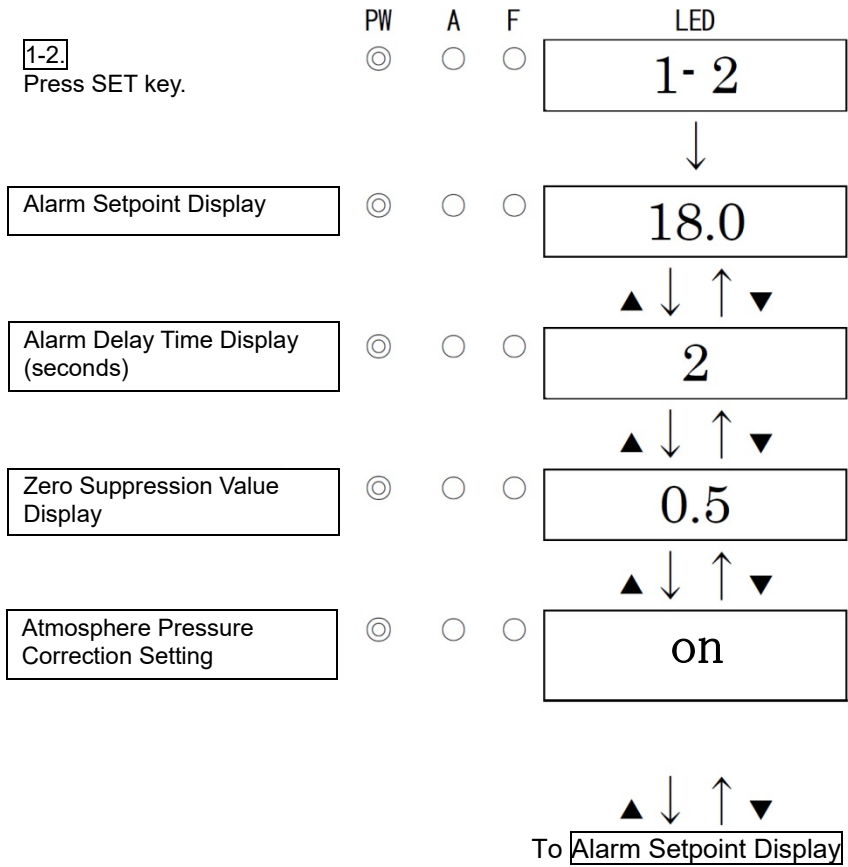 PW A F LED
1-2.
Press SET key.
1- 2
↓
Alarm Setpoint Display
18.0
▲ ↓ ↑ ▼
Alarm Delay Time Display
(seconds)
2
▲ ↓ ↑ ▼
Zero Suppression Value
Display
0.5
▲ ↓ ↑ ▼
Atmosphere Pressure
Correction Setting
on
▲ ↓ ↑ ▼
To Alarm Setpoint Display